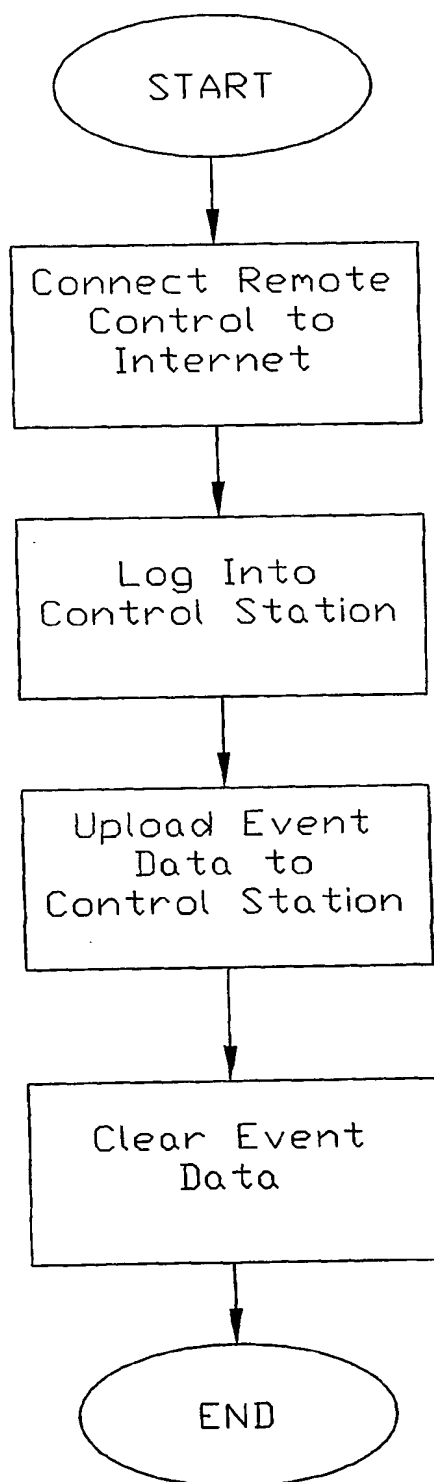 START
Connect Remote
Control to
Internet
Log Into
Control Station
Upload Event
Data to
Control Station
Clear Event
Data
END